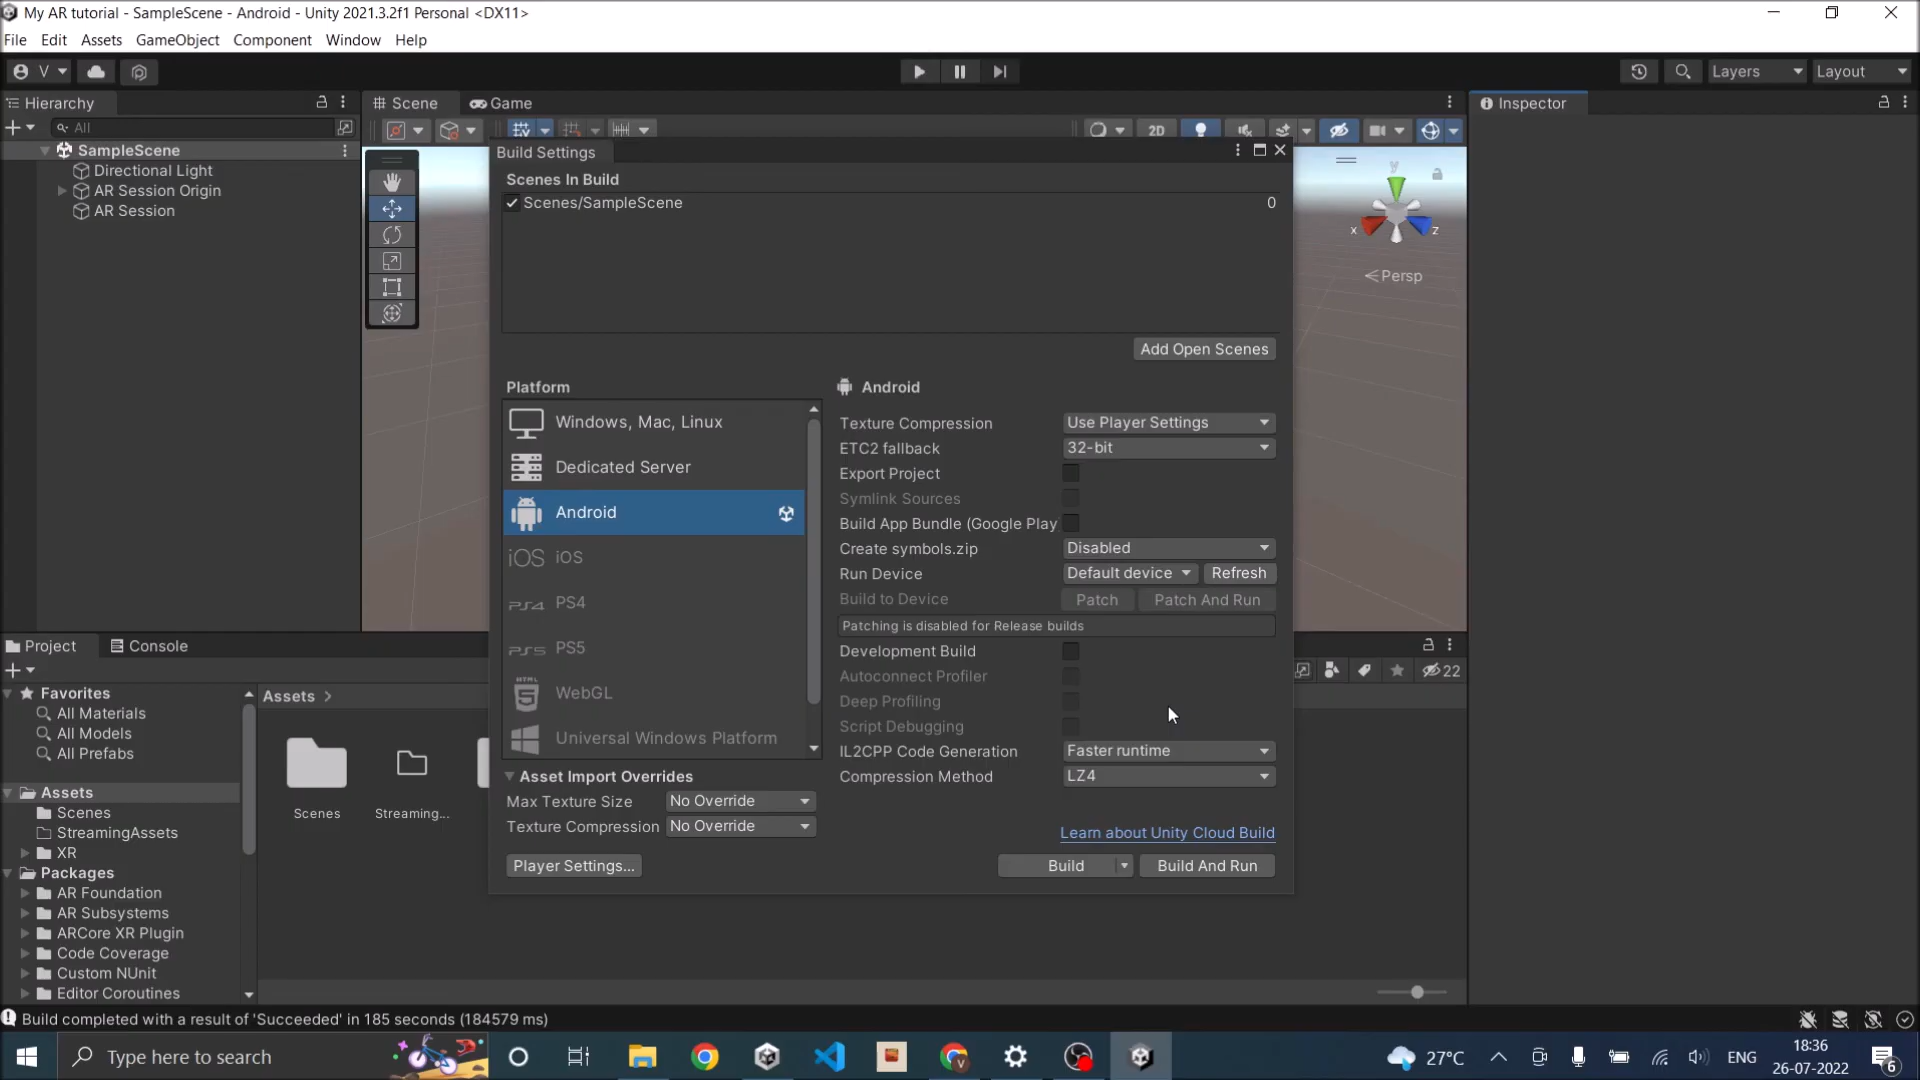 My AR tutorial - SampleScene - Android - Unity 2021.3.2f1 Personal <DX11>
File Edit Assets GameObject Component Window Help
V Layers Layout
Hierarchy Scene Game Inspector
All 2D
Build Settings
SampleScene
Directional Light
AR Session Origin
AR Session
Scenes In Build
Scenes/SampleScene 0
y
x z
Persp
Add Open Scenes
Platform
Windows, Mac, Linux
Dedicated Server
Android
iOS iOS
PS4 PS4
PS5 PS5
HTML 5 WebGL
Universal Windows Platform
Android
Texture Compression Use Player Settings
ETC2 fallback 32-bit
Export Project
Symlink Sources
Build App Bundle (Google Play
Create symbols.zip Disabled
Run Device Default device Refresh
Build to Device Patch Patch And Run
Patching is disabled for Release builds
Development Build
Autoconnect Profiler
Deep Profiling
Script Debugging
IL2CPP Code Generation Faster runtime
Compression Method LZ4
Asset Import Overrides
Max Texture Size No Override
Texture Compression No Override
Learn about Unity Cloud Build
Player Settings... Build Build And Run
Project Console
22
Favorites
All Materials
All Models
All Prefabs
Assets
Scenes
StreamingAssets
XR
Packages
AR Foundation
AR Subsystems
ARCore XR Plugin
Code Coverage
Custom NUnit
Editor Coroutines
Assets >
Scenes Streaming...
Build completed with a result of 'Succeeded' in 185 seconds (184579 ms)
Type here to search V 27°C ENG 18:36
26-07-2022 6